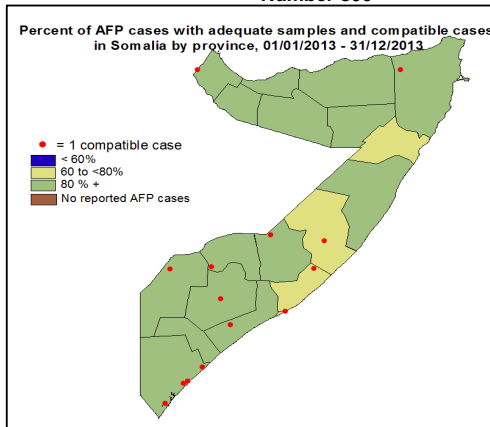 Percent of AFP cases with adequate samples and compatible cases
in Somalia by province, 01/01/2013 - 31/12/2013
= 1 compatible case
< 60%
60 to <80%
80 % +
No reported AFP cases